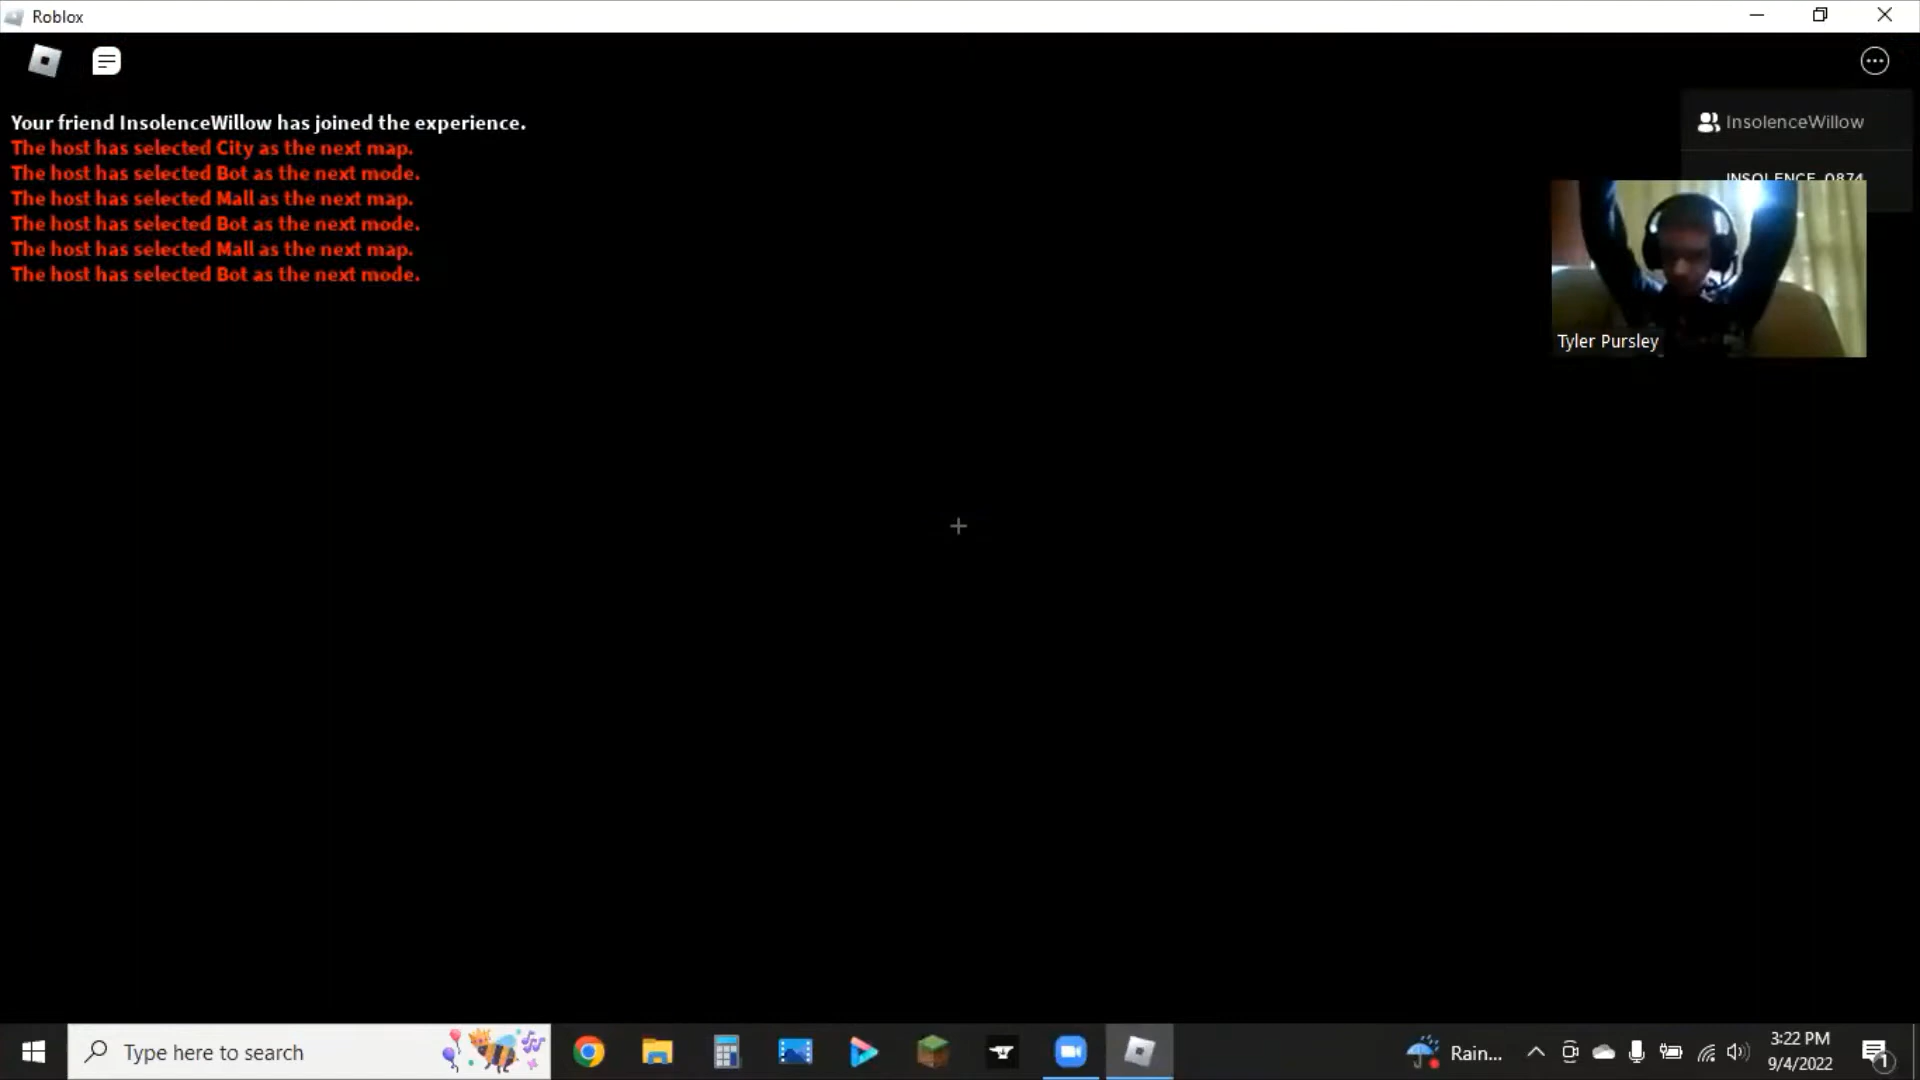 Roblox
Your friend InsolenceWillow has joined the experience.
The host has selected City as the next map.
The host has selected Bot as the next mode.
The host has selected Mall as the next map.
The host has selected Bot as the next mode.
The host has selected Mall as the next map.
The host has selected Bot as the next mode.
InsolenceWillow
INSOLENCE_0874
Tyler Pursley
Type here to search
Rain...
3:22 PM
9/4/2022
1